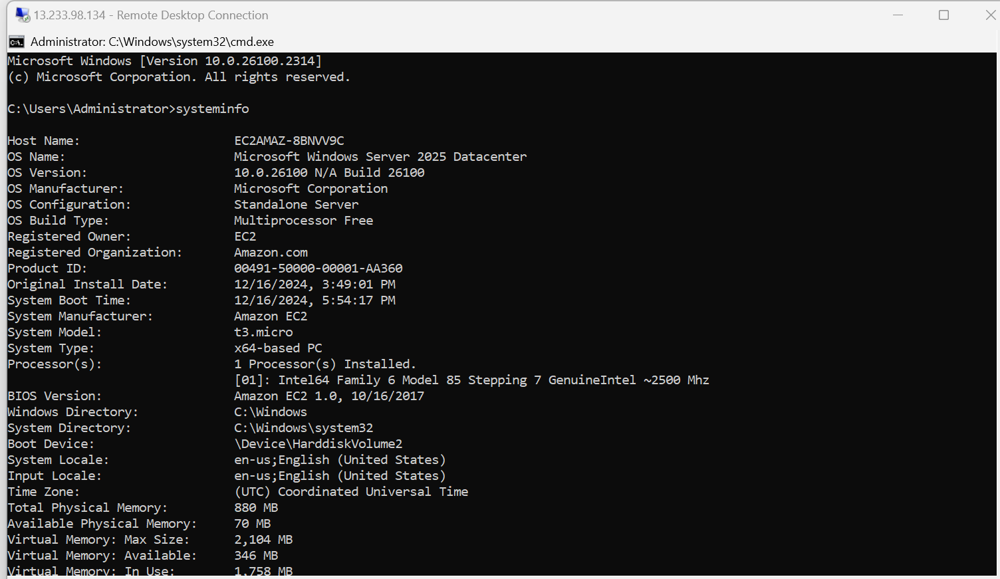 13.233.98.134 - Remote Desktop Connection
Administrator: C:\Windows\system32\cmd.exe
Microsoft Windows [Version 10.0.26100.2314]
(c) Microsoft Corporation. All rights reserved.
C:\Users\Administrator>systeminfo
Host Name: EC2AMAZ-8BNVV9C
OS Name: Microsoft Windows Server 2025 Datacenter
OS Version: 10.0.26100 N/A Build 26100
OS Manufacturer: Microsoft Corporation
OS Configuration: Standalone Server
OS Build Type: Multiprocessor Free
Registered Owner: EC2
Registered Organization: Amazon.com
Product ID: 00491-50000-00001-AA360
Original Install Date: 12/16/2024, 3:49:01 PM
System Boot Time: 12/16/2024, 5:54:17 PM
System Manufacturer: Amazon EC2
System Model: t3.micro
System Type: x64-based PC
Processor(s): 1 Processor(s) Installed.
[01]: Intel64 Family 6 Model 85 Stepping 7 GenuineIntel ~2500 Mhz
BIOS Version: Amazon EC2 1.0, 10/16/2017
Windows Directory: C:\Windows
System Directory: C:\Windows\system32
Boot Device: \Device\HarddiskVolume2
System Locale: en-us;English (United States)
Input Locale: en-us;English (United States)
Time Zone: (UTC) Coordinated Universal Time
Total Physical Memory: 880 MB
Available Physical Memory: 70 MB
Virtual Memory: Max Size: 2,104 MB
Virtual Memory: Available: 346 MB
Virtual Memory: In Use: 1,758 MB